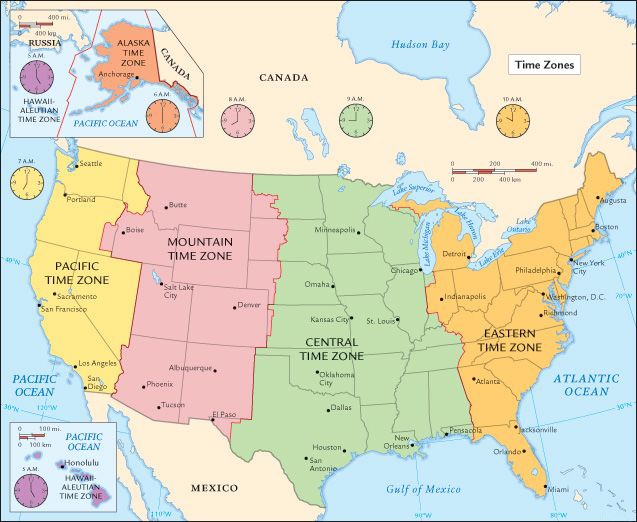 0 400 mi.
0 400 km
RUSSIA
5 A.M.
HAWAII-
ALEUTIAN
TIME ZONE
ALASKA
TIME
ZONE
Anchorage
CANADA
6 A.M.
PACIFIC OCEAN
CANADA
Hudson Bay
Time Zones
8 A.M.
9 A.M.
10 A.M.
0 200 400 mi.
0 200 400 km
7 A.M.
Seattle
Portland
Butte
Boise
MOUNTAIN
TIME ZONE
PACIFIC
TIME ZONE
Sacramento
San Francisco
Salt Lake
City
Denver
Los Angeles
San
Diego
Albuquerque
Phoenix
Tucson
El Paso
Minneapolis
Omaha
Chicago
Kansas City
St. Louis
CENTRAL
TIME ZONE
Oklahoma
City
Dallas
Houston
San
Antonio
New
Orleans
Pensacola
Lake Superior
Lake Michigan
Lake Huron
Lake
Ontario
Lake Erie
Detroit
Indianapolis
Augusta
Boston
New York
City
Philadelphia
Washington, D.C.
Richmond
EASTERN
TIME ZONE
Atlanta
Jacksonville
Orlando
Miami
40°N
40°N
30°N
30°N
120°W
110°W
90°W
80°W
PACIFIC
OCEAN
ATLANTIC
OCEAN
MEXICO
Gulf of Mexico
0 100 mi.
0 100 km
PACIFIC
OCEAN
Honolulu
5 A.M.
HAWAII-
ALEUTIAN
TIME ZONE